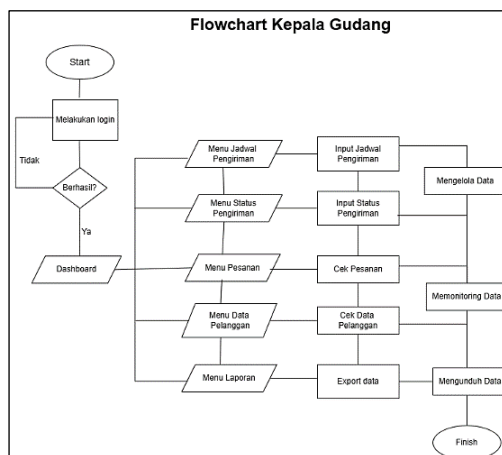 Flowchart Kepala Gudang
Start
Melakukan login
Tidak
Berhasil?
Ya
Dashboard
Menu Jadwal
Pengiriman
Menu Status
Pengiriman
Menu Pesanan
Menu Data
Pelanggan
Menu Laporan
Input Jadwal
Pengiriman
Input Status
Pengiriman
Cek Pesanan
Cek Data
Pelanggan
Export data
Mengelola Data
Memonitoring Data
Mengunduh Data
Finish